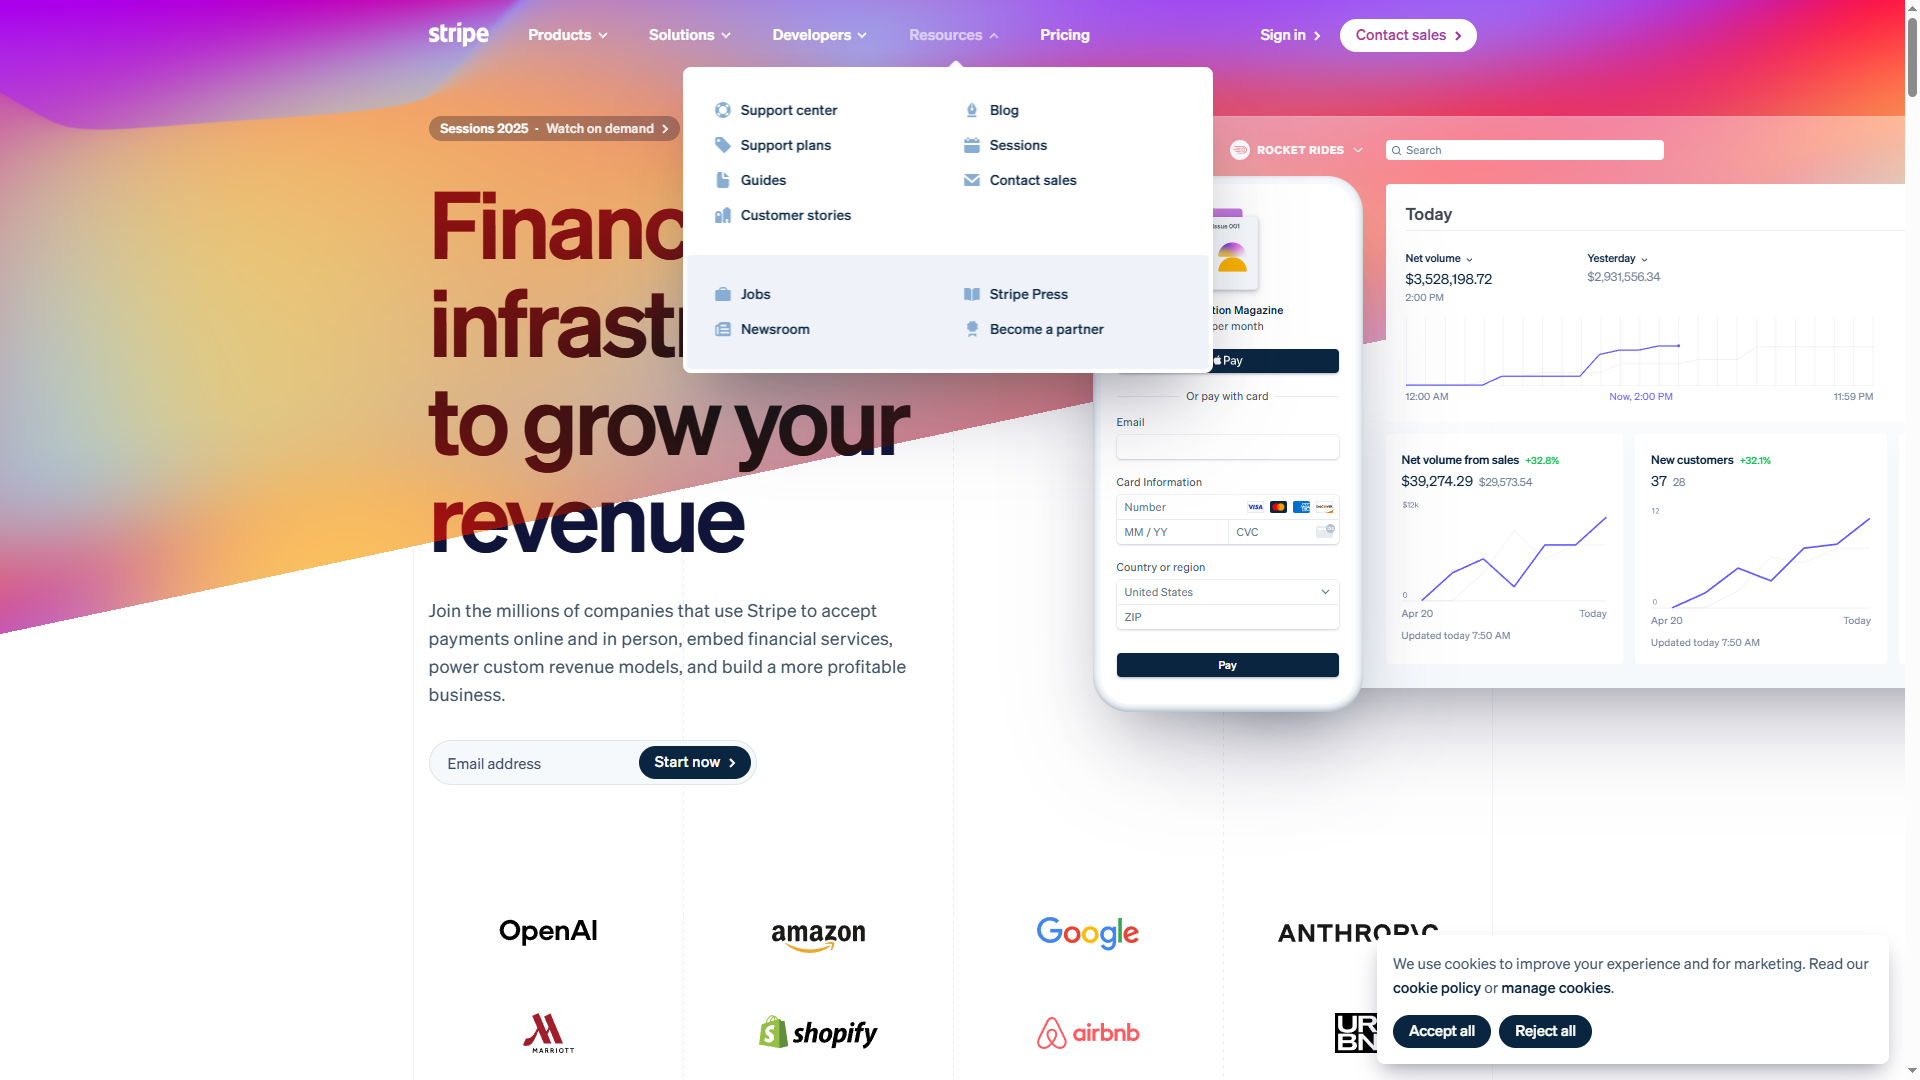 stripe
Products
Solutions
Developers
Resources
Pricing
Sign in
Contact sales
Support center
Support plans
Guides
Customer stories
Blog
Sessions
Contact sales
Jobs
Newsroom
Stripe Press
Become a partner
Sessions 2025 · Watch on demand
Financ
infrast
to grow your
revenue
Join the millions of companies that use Stripe to accept
payments online and in person, embed financial services,
power custom revenue models, and build a more profitable
business.
Email address
Start now
Issue 001
tion Magazine
per month
Pay
Or pay with card
Email
Card Information
Number
VISA
MM / YY
CVC
Country or region
United States
ZIP
Pay
ROCKET RIDES
Search
Today
Net volume
$3,528,198.72
2:00 PM
Yesterday
$2,931,556.34
12:00 AM
Now, 2:00 PM
11:59 PM
Net volume from sales +32.8%
$39,274.29 $29,573.54
$12k
0
Apr 20
Today
Updated today 7:50 AM
New customers +32.1%
37 28
12
0
Apr 20
Today
Updated today 7:50 AM
OpenAI
amazon
Google
ANTHROP\C
MARRIOTT
shopify
airbnb
UR
BN
We use cookies to improve your experience and for marketing. Read our
cookie policy or manage cookies.
Accept all
Reject all